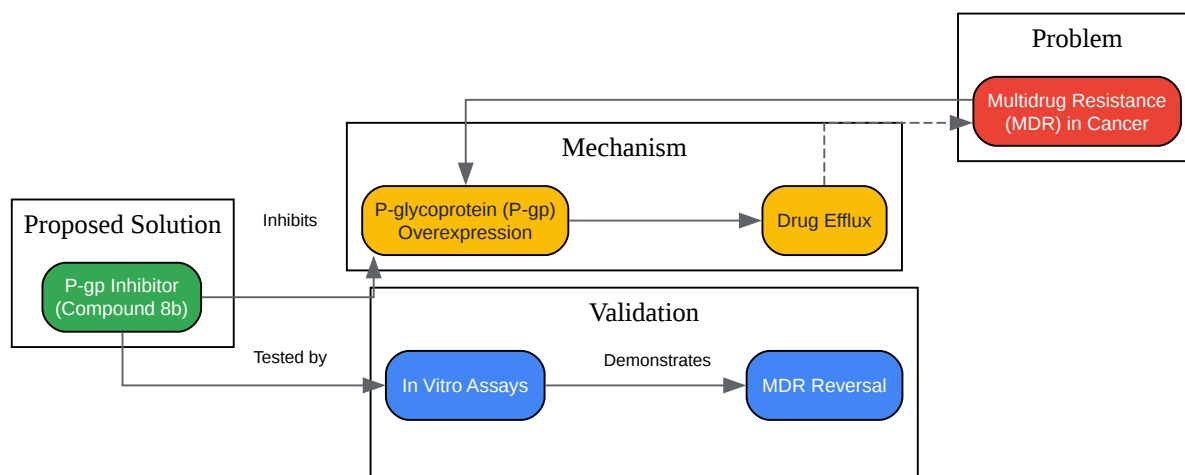 Problem
Multidrug Resistance
(MDR) in Cancer
Mechanism
P-glycoprotein (P-gp)
Overexpression
Drug Efflux
Proposed Solution
Inhibits
P-gp Inhibitor
(Compound 8b)
Validation
Tested by
In Vitro Assays
Demonstrates
MDR Reversal